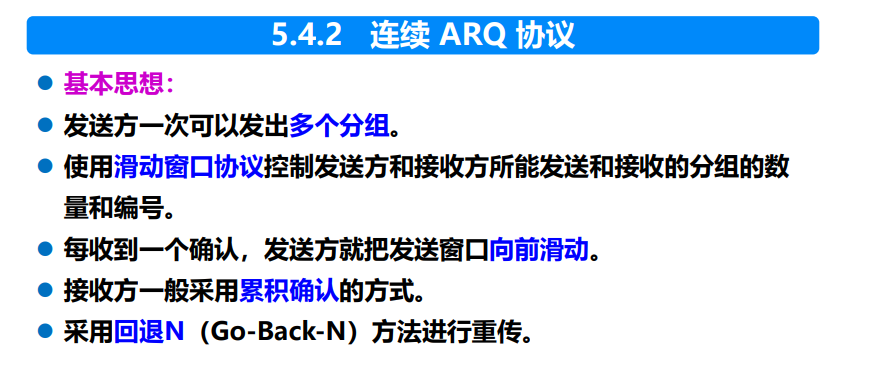 5.4.2 连续 ARQ 协议
● 基本思想：
● 发送方一次可以发出多个分组。
● 使用滑动窗口协议控制发送方和接收方所能发送和接收的分组的数
量和编号。
● 每收到一个确认，发送方就把发送窗口向前滑动。
● 接收方一般采用累积确认的方式。
● 采用回退N（Go-Back-N）方法进行重传。